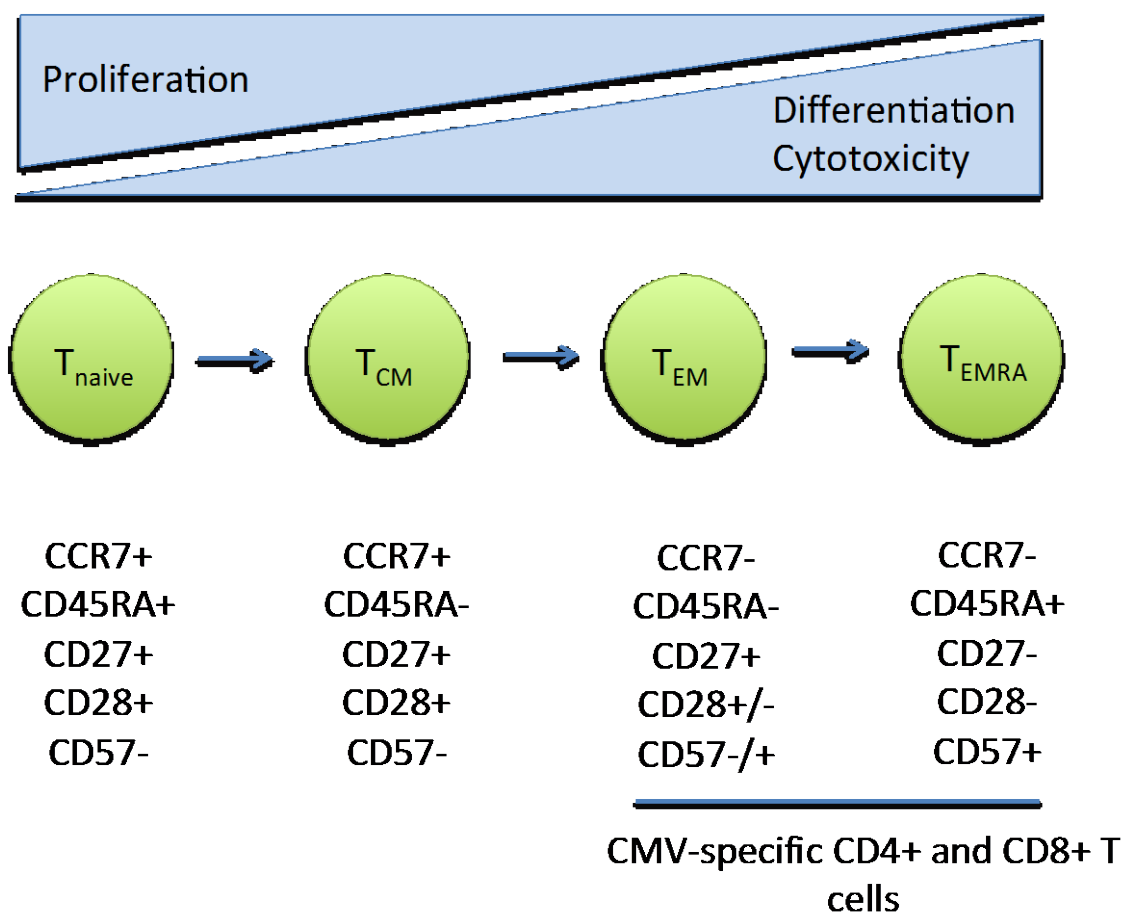 Proliferation
Differentiation
Cytotoxicity
Tnaive
TCM
TEM
TEMRA
CCR7+
CD45RA+
CD27+
CD28+
CD57-
CCR7+
CD45RA-
CD27+
CD28+
CD57-
CCR7-
CD45RA-
CD27+
CD28+/-
CD57-/+
CCR7-
CD45RA+
CD27-
CD28-
CD57+
CMV-specific CD4+ and CD8+ T
cells